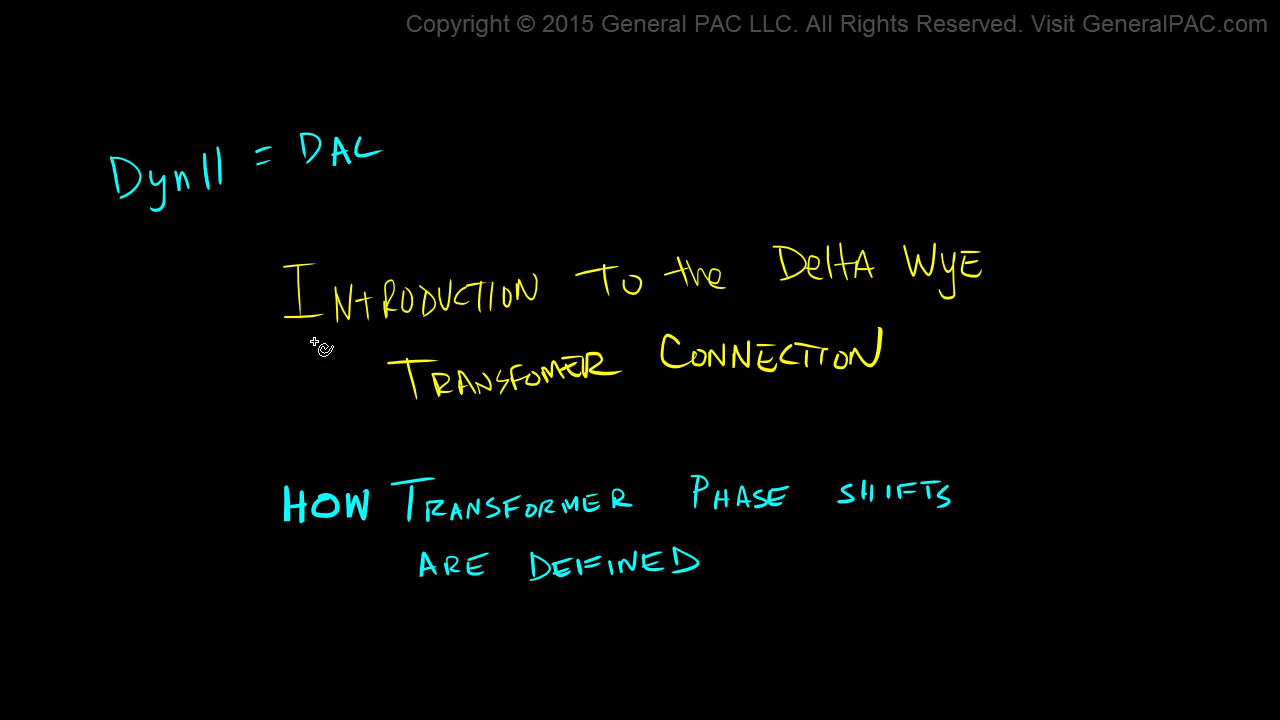 Copyright © 2015 General PAC LLC. All Rights Reserved. Visit GeneralPAC.com
Dyn11 = DAC
INTRODUCTION TO the DeltA WyE
TRANSFOMER CONNECTION
HOW TRANSFORMER PHASE SHIFTS
ARE DEFINED